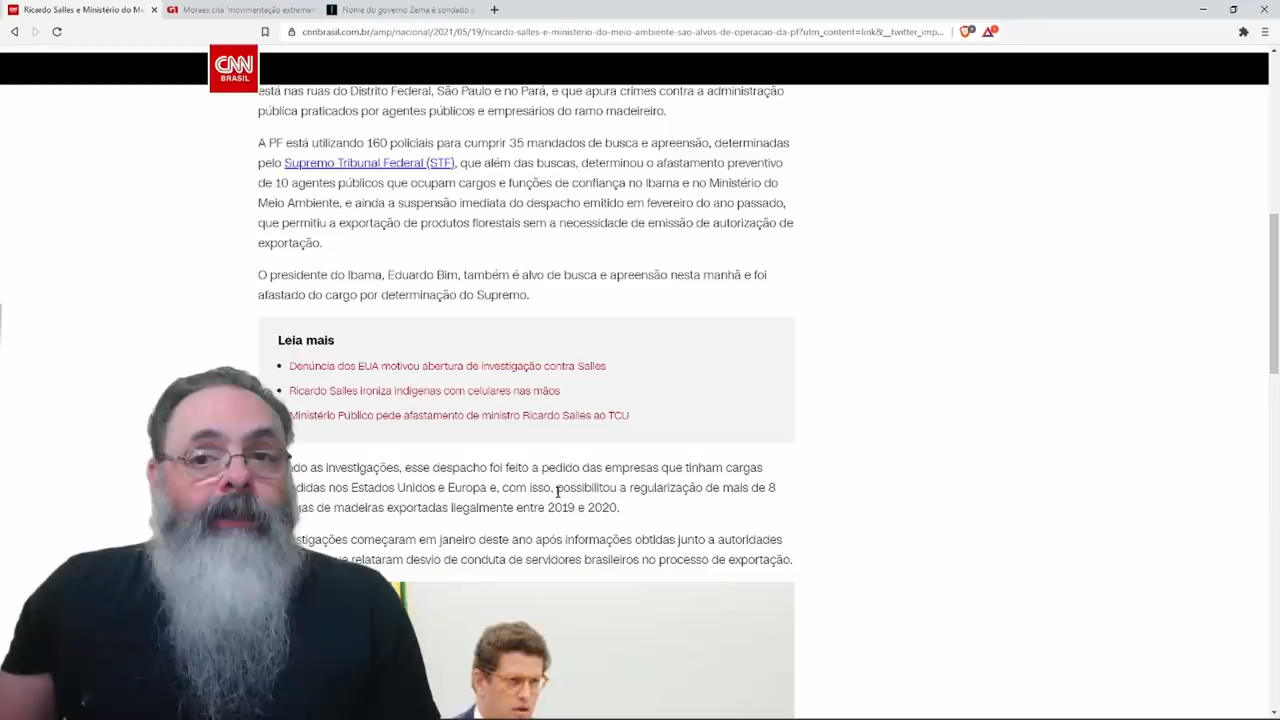 Ricardo Salles e Ministério do Me
G1
Moraes cita 'movimentação extrema
Nome do governo Zema é sondado p
cnnbrasil.com.br/amp/nacional/2021/05/19/ricardo-salles-e-ministerio-do-meio-ambiente-sao-alvos-de-operacao-da-pf?utm_content=link&__twitter_imp...
CNN
BRASIL
está nas ruas do Distrito Federal, São Paulo e no Pará, e que apura crimes contra a administração
pública praticados por agentes públicos e empresários do ramo madeireiro.
A PF está utilizando 160 policiais para cumprir 35 mandados de busca e apreensão, determinadas
pelo Supremo Tribunal Federal (STF), que além das buscas, determinou o afastamento preventivo
de 10 agentes públicos que ocupam cargos e funções de confiança no Ibama e no Ministério do
Meio Ambiente, e ainda a suspensão imediata do despacho emitido em fevereiro do ano passado,
que permitiu a exportação de produtos florestais sem a necessidade de emissão de autorização de
exportação.
O presidente do Ibama, Eduardo Bim, também é alvo de busca e apreensão nesta manhã e foi
afastado do cargo por determinação do Supremo.
Leia mais
Denúncia dos EUA motivou abertura de investigação contra Salles
Ricardo Salles ironiza indígenas com celulares nas mãos
Ministério Público pede afastamento de ministro Ricardo Salles ao TCU
as investigações, esse despacho foi feito a pedido das empresas que tinham cargas
nos Estados Unidos e Europa e, com isso, possibilitou a regularização de mais de 8
de madeiras exportadas ilegalmente entre 2019 e 2020.
começaram em janeiro deste ano após informações obtidas junto a autoridades
relataram desvio de conduta de servidores brasileiros no processo de exportação.